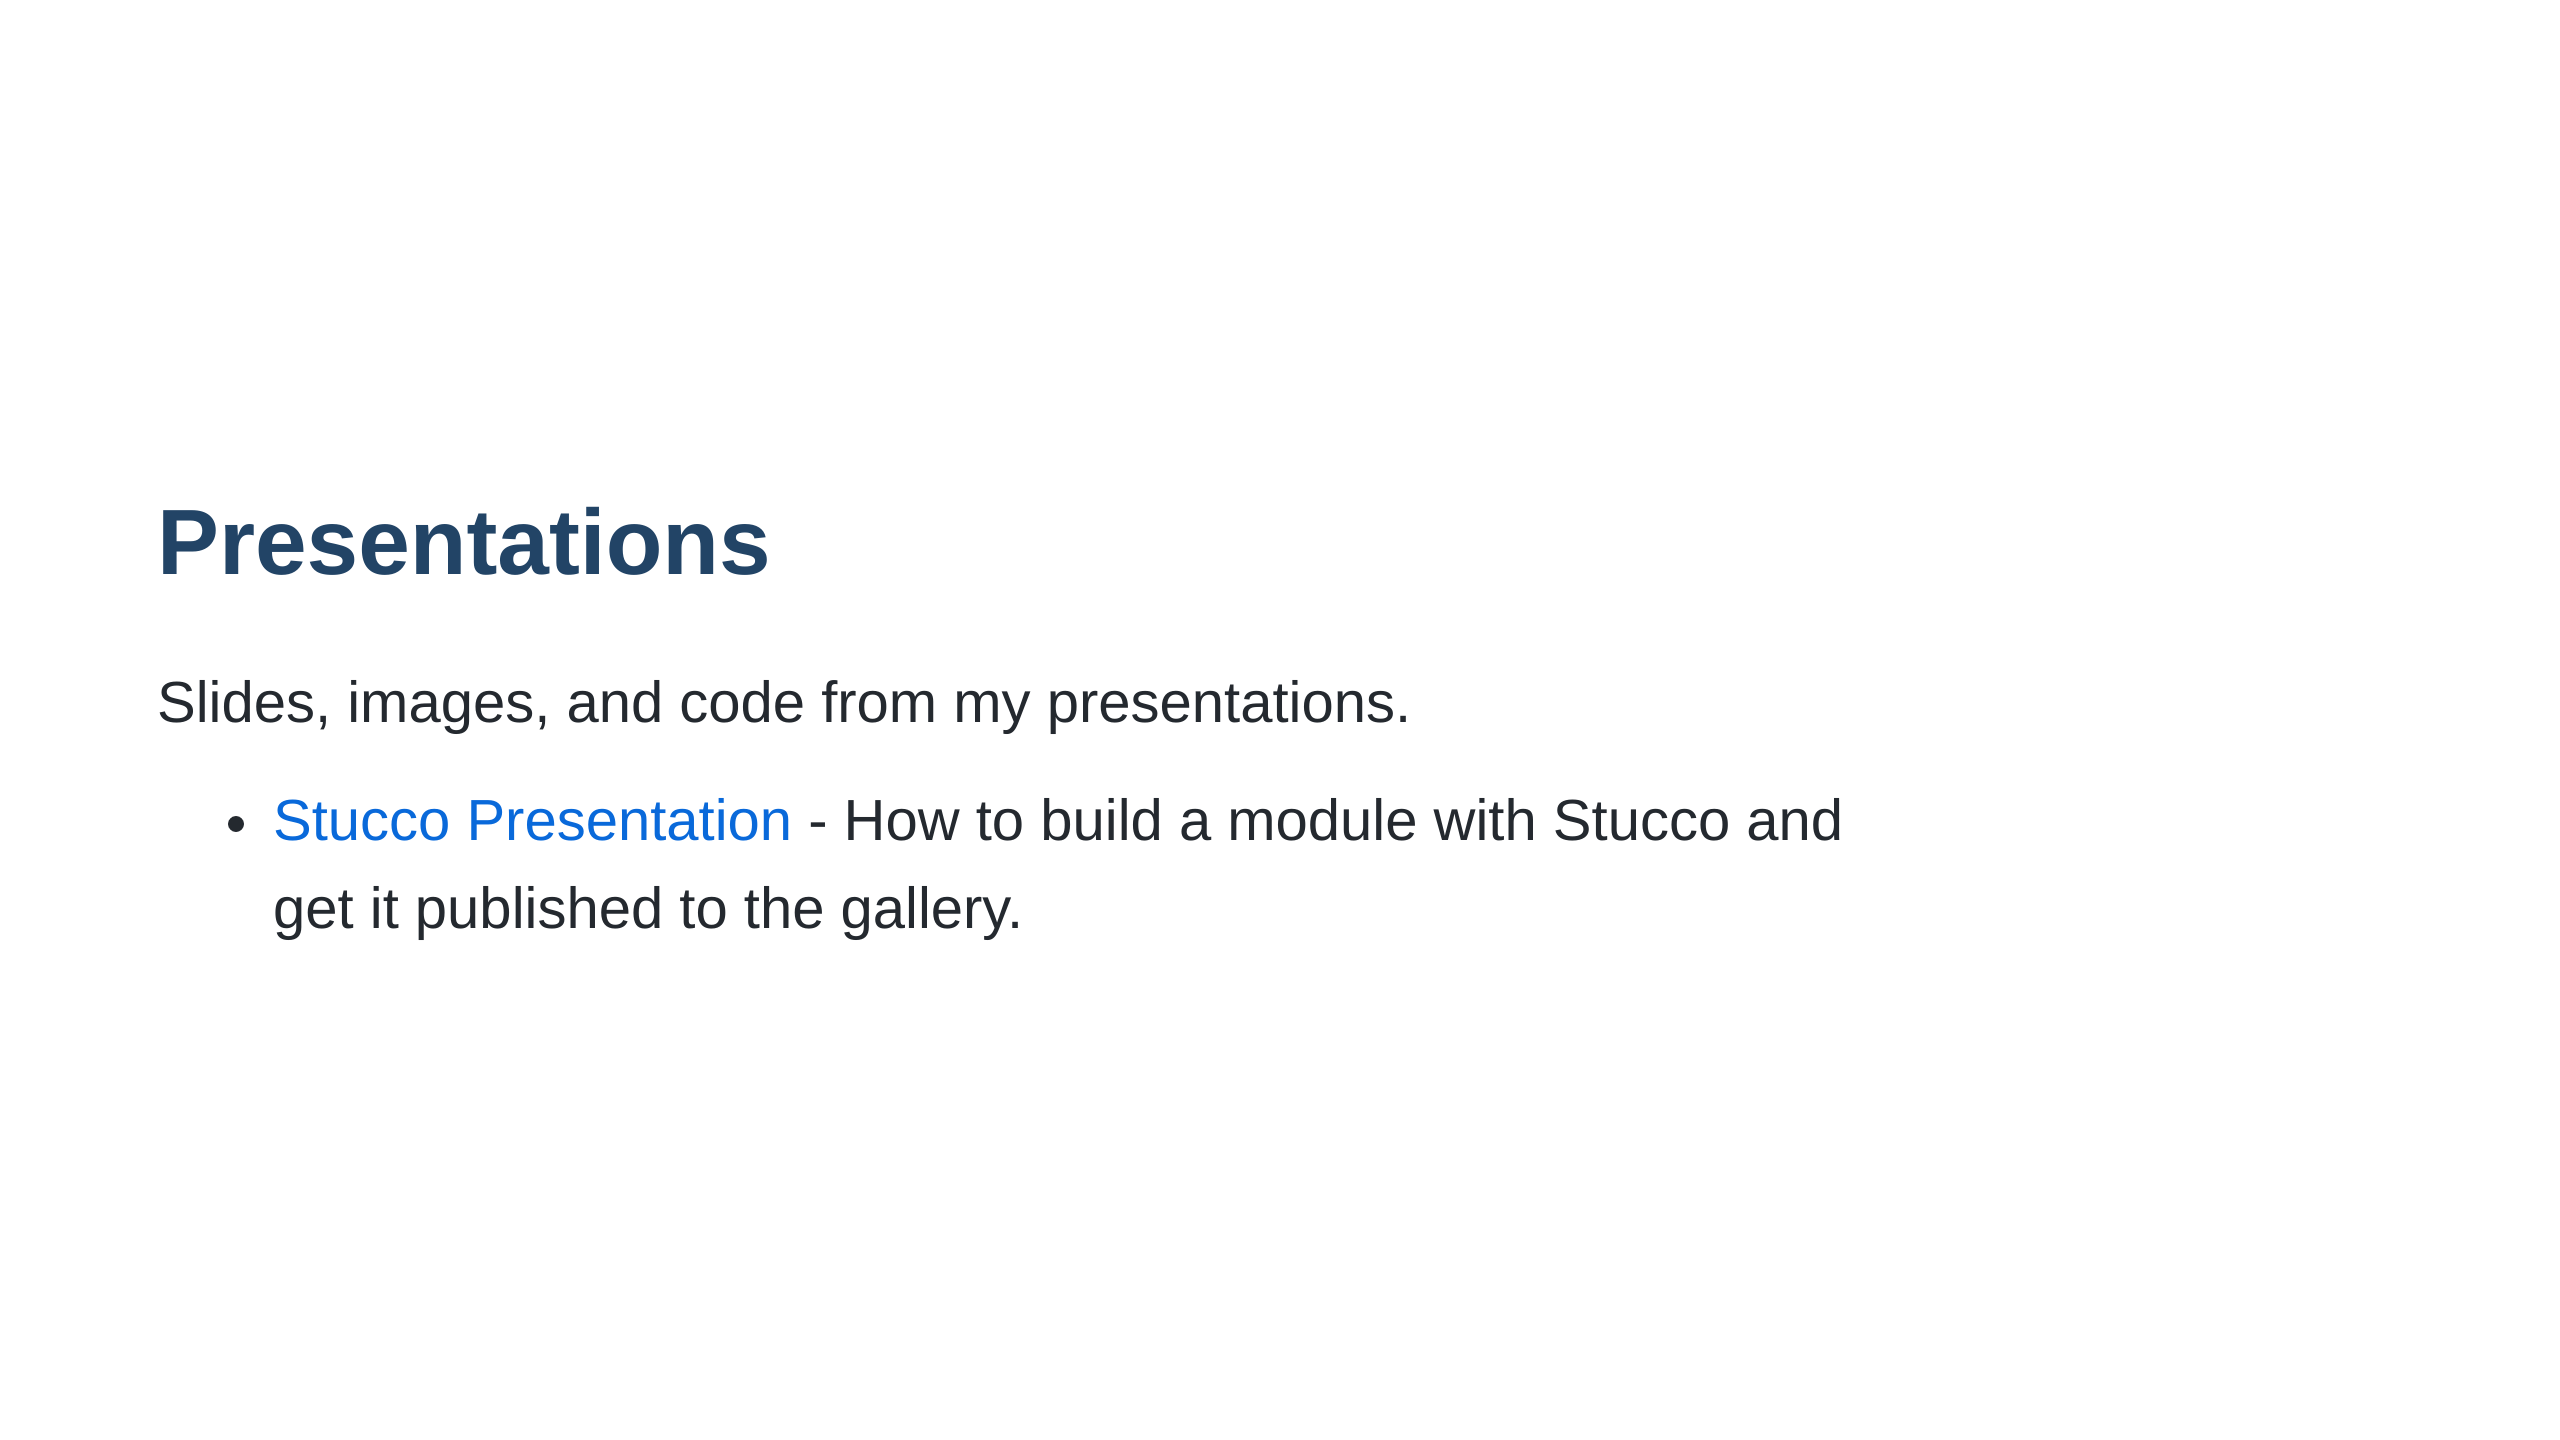 Presentations
Slides, images, and code from my presentations.
• Stucco Presentation - How to build a module with Stucco and
get it published to the gallery.